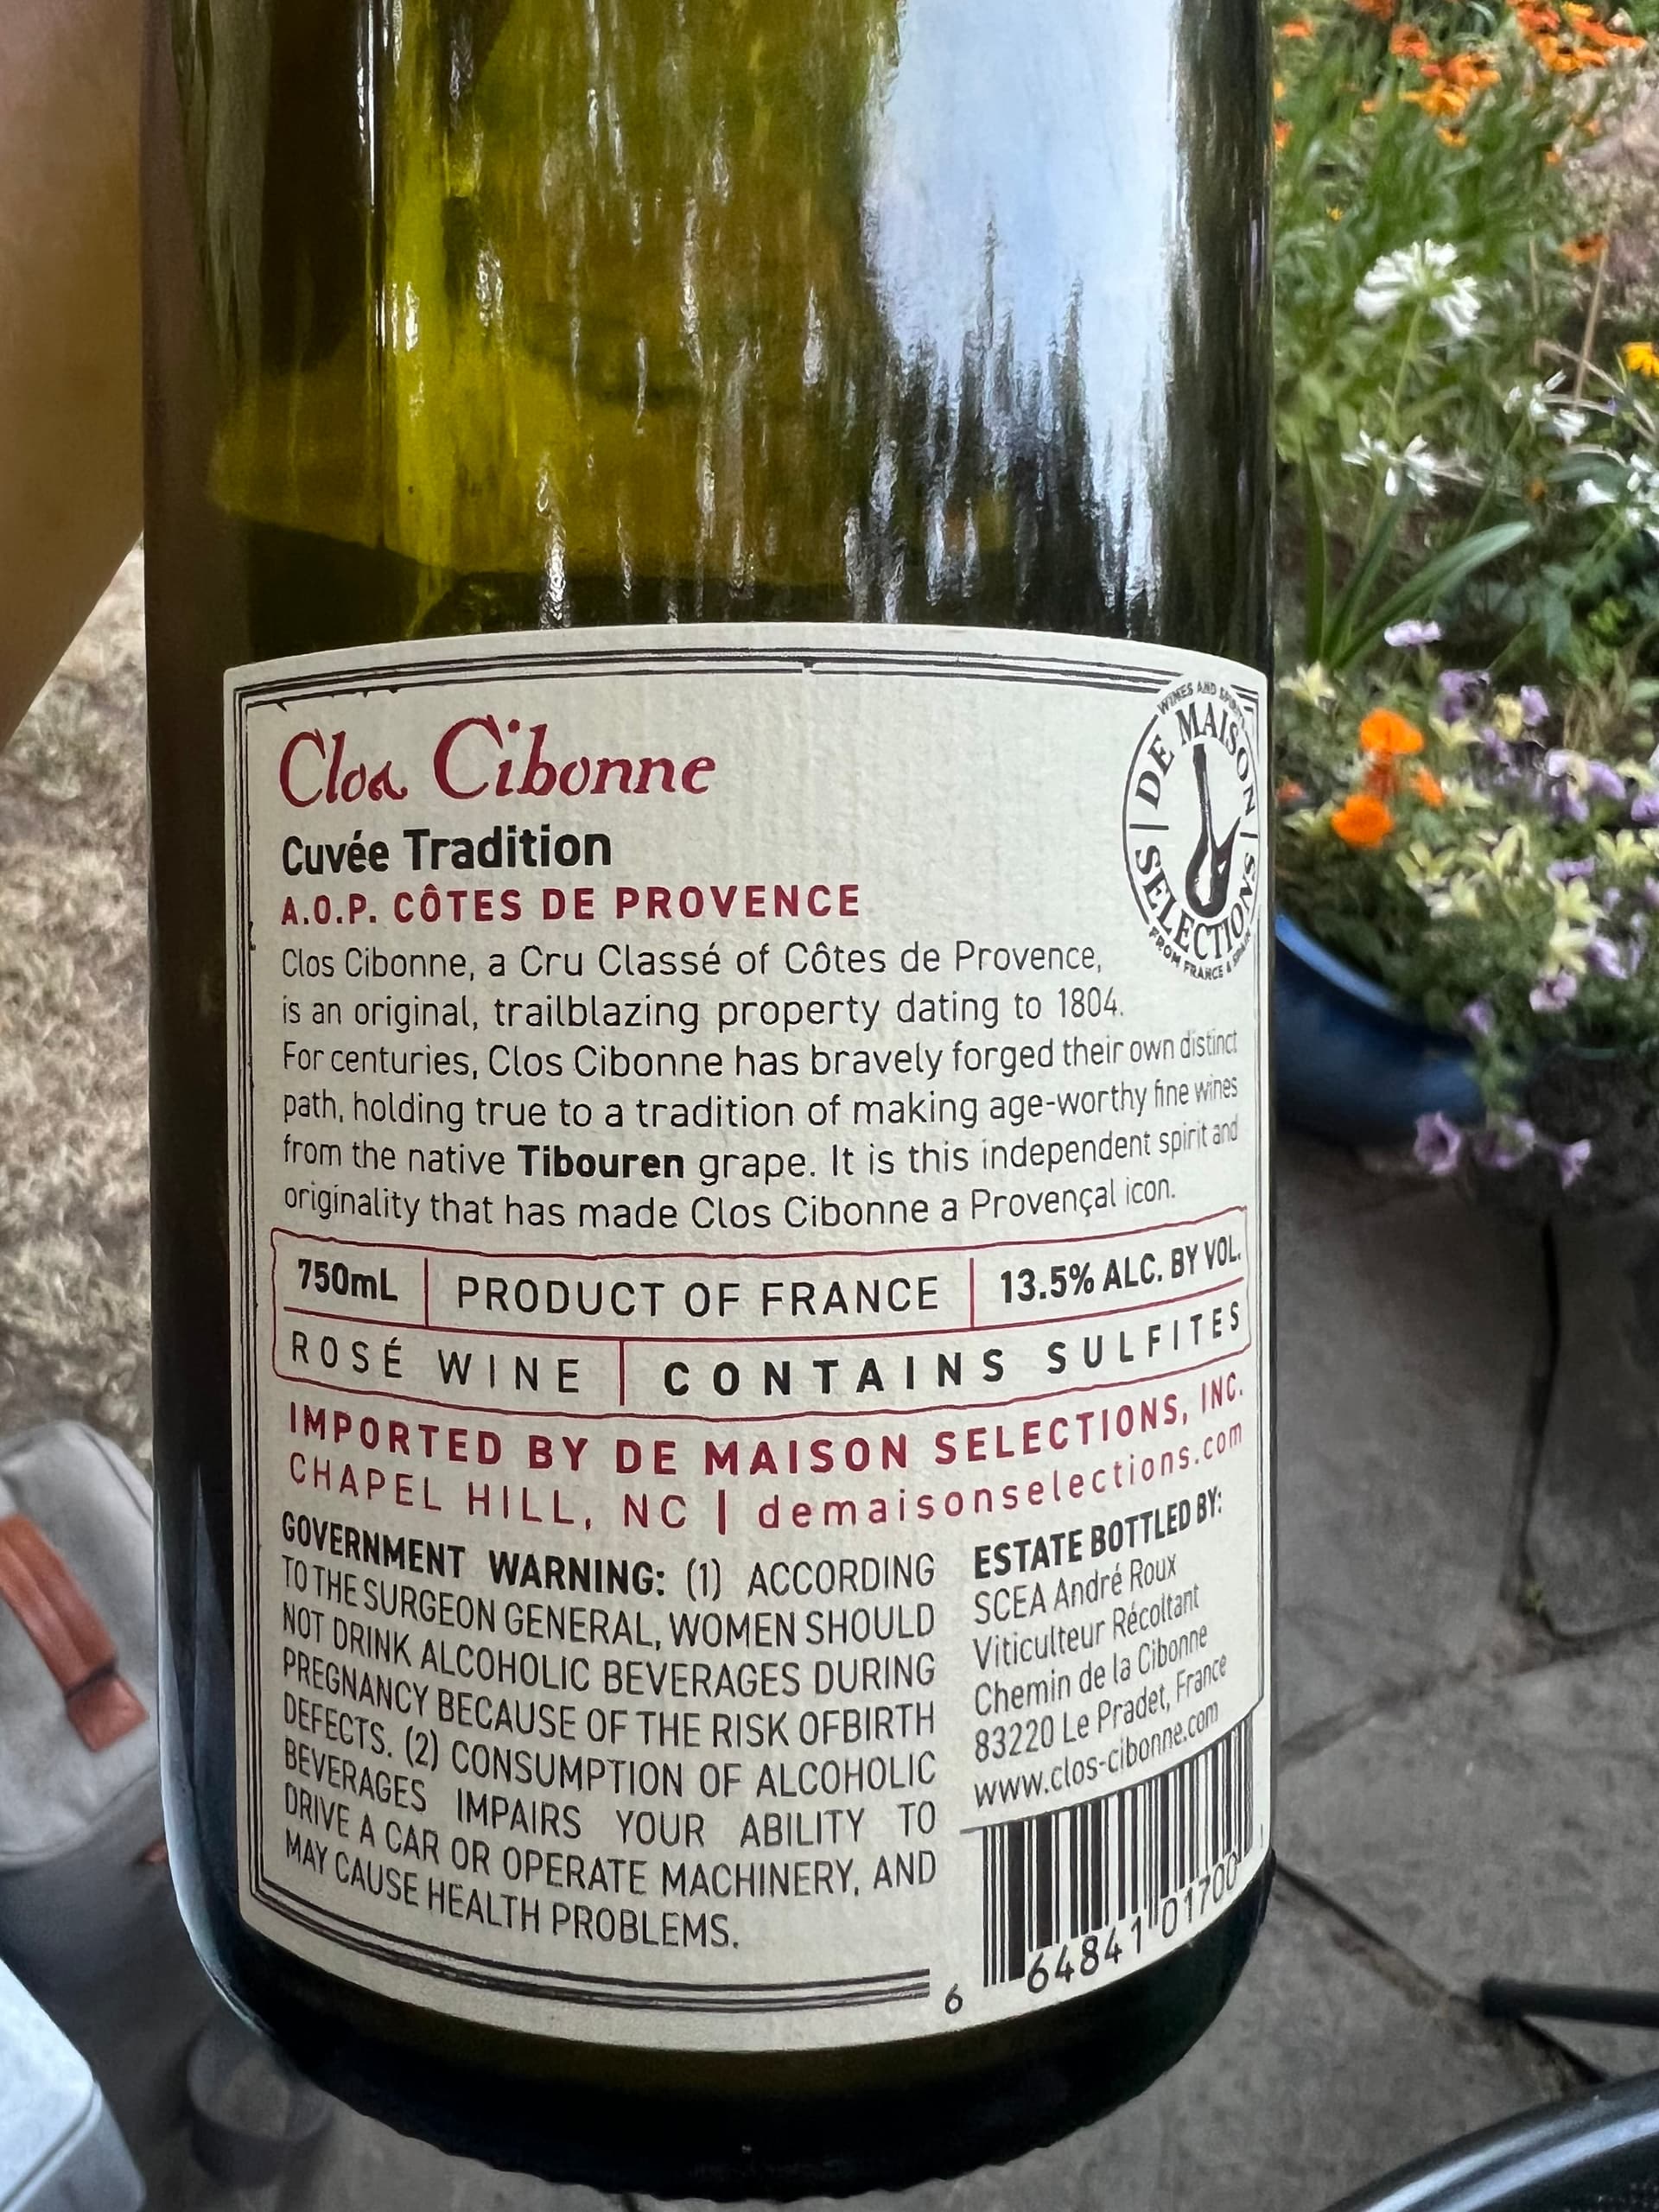 Clos Cibonne
WINES AND SPIRITS
DE MAISON
SELECTIONS
FROM FRANCE & SPAIN
Cuvée Tradition
A.O.P. CÔTES DE PROVENCE
Clos Cibonne, a Cru Classé of Côtes de Provence,
is an original, trailblazing property dating to 1804.
For centuries, Clos Cibonne has bravely forged their own distinct
path, holding true to a tradition of making age-worthy fine wines
from the native Tibouren grape. It is this independent spirit and
originality that has made Clos Cibonne a Provençal icon.
750mL | PRODUCT OF FRANCE | 13.5% ALC. BY VOL.
ROSÉ WINE | CONTAINS SULFITES
IMPORTED BY DE MAISON SELECTIONS, INC.
CHAPEL HILL, NC | demaisonselections.com
GOVERNMENT WARNING: (1) ACCORDING
TO THE SURGEON GENERAL, WOMEN SHOULD
NOT DRINK ALCOHOLIC BEVERAGES DURING
PREGNANCY BECAUSE OF THE RISK OFBIRTH
DEFECTS. (2) CONSUMPTION OF ALCOHOLIC
BEVERAGES IMPAIRS YOUR ABILITY TO
DRIVE A CAR OR OPERATE MACHINERY, AND
MAY CAUSE HEALTH PROBLEMS.
ESTATE BOTTLED BY:
SCEA André Roux
Viticulteur Récoltant
Chemin de la Cibonne
83220 Le Pradet, France
www.clos-cibonne.com
6 64841 01700